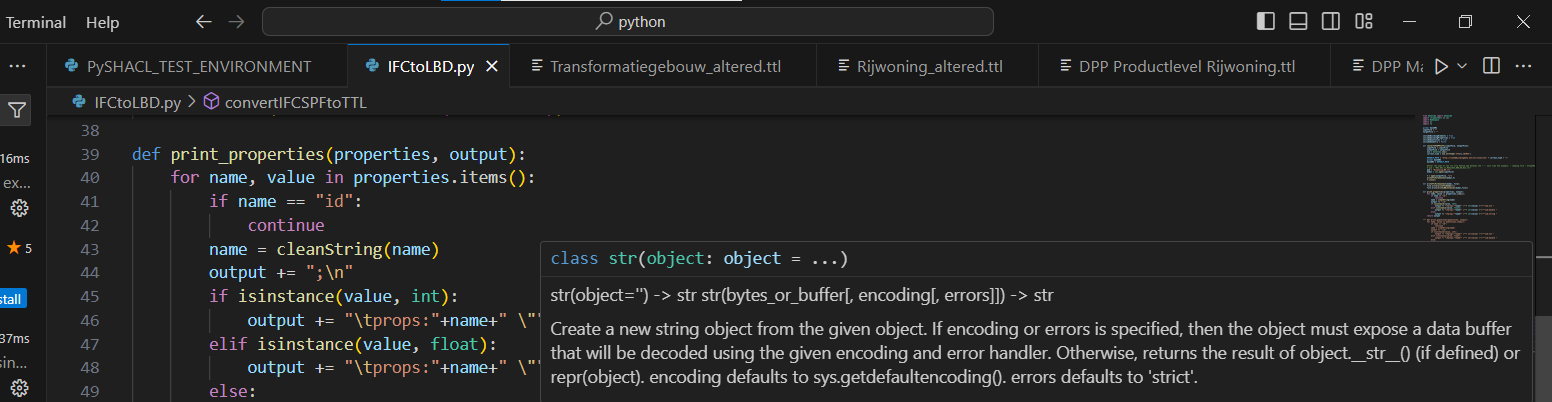 Terminal Help python
PySHACL_TEST_ENVIRONMENT IFCtoLBD.py Transformatiegebouw_altered.ttl Rijwoning_altered.ttl DPP Productlevel Rijwoning.ttl DPP Ma
IFCtoLBD.py > convertIFCSPFtoTTL
16ms
ex...
5
stall
37ms
sin...
38
39 def print_properties(properties, output):
40 for name, value in properties.items():
41 if name == "id":
42 continue
43 name = cleanString(name)
44 output += ";\n"
45 if isinstance(value, int):
46 output += "\tprops:"+name+" \""
47 elif isinstance(value, float):
48 output += "\tprops:"+name+" \""
49 else:
class str(object: object = ...)
str(object='') -> str str(bytes_or_buffer[, encoding[, errors]]) -> str
Create a new string object from the given object. If encoding or errors is specified, then the object must expose a data buffer
that will be decoded using the given encoding and error handler. Otherwise, returns the result of object.__str__() (if defined) or
repr(object). encoding defaults to sys.getdefaultencoding(). errors defaults to 'strict'.